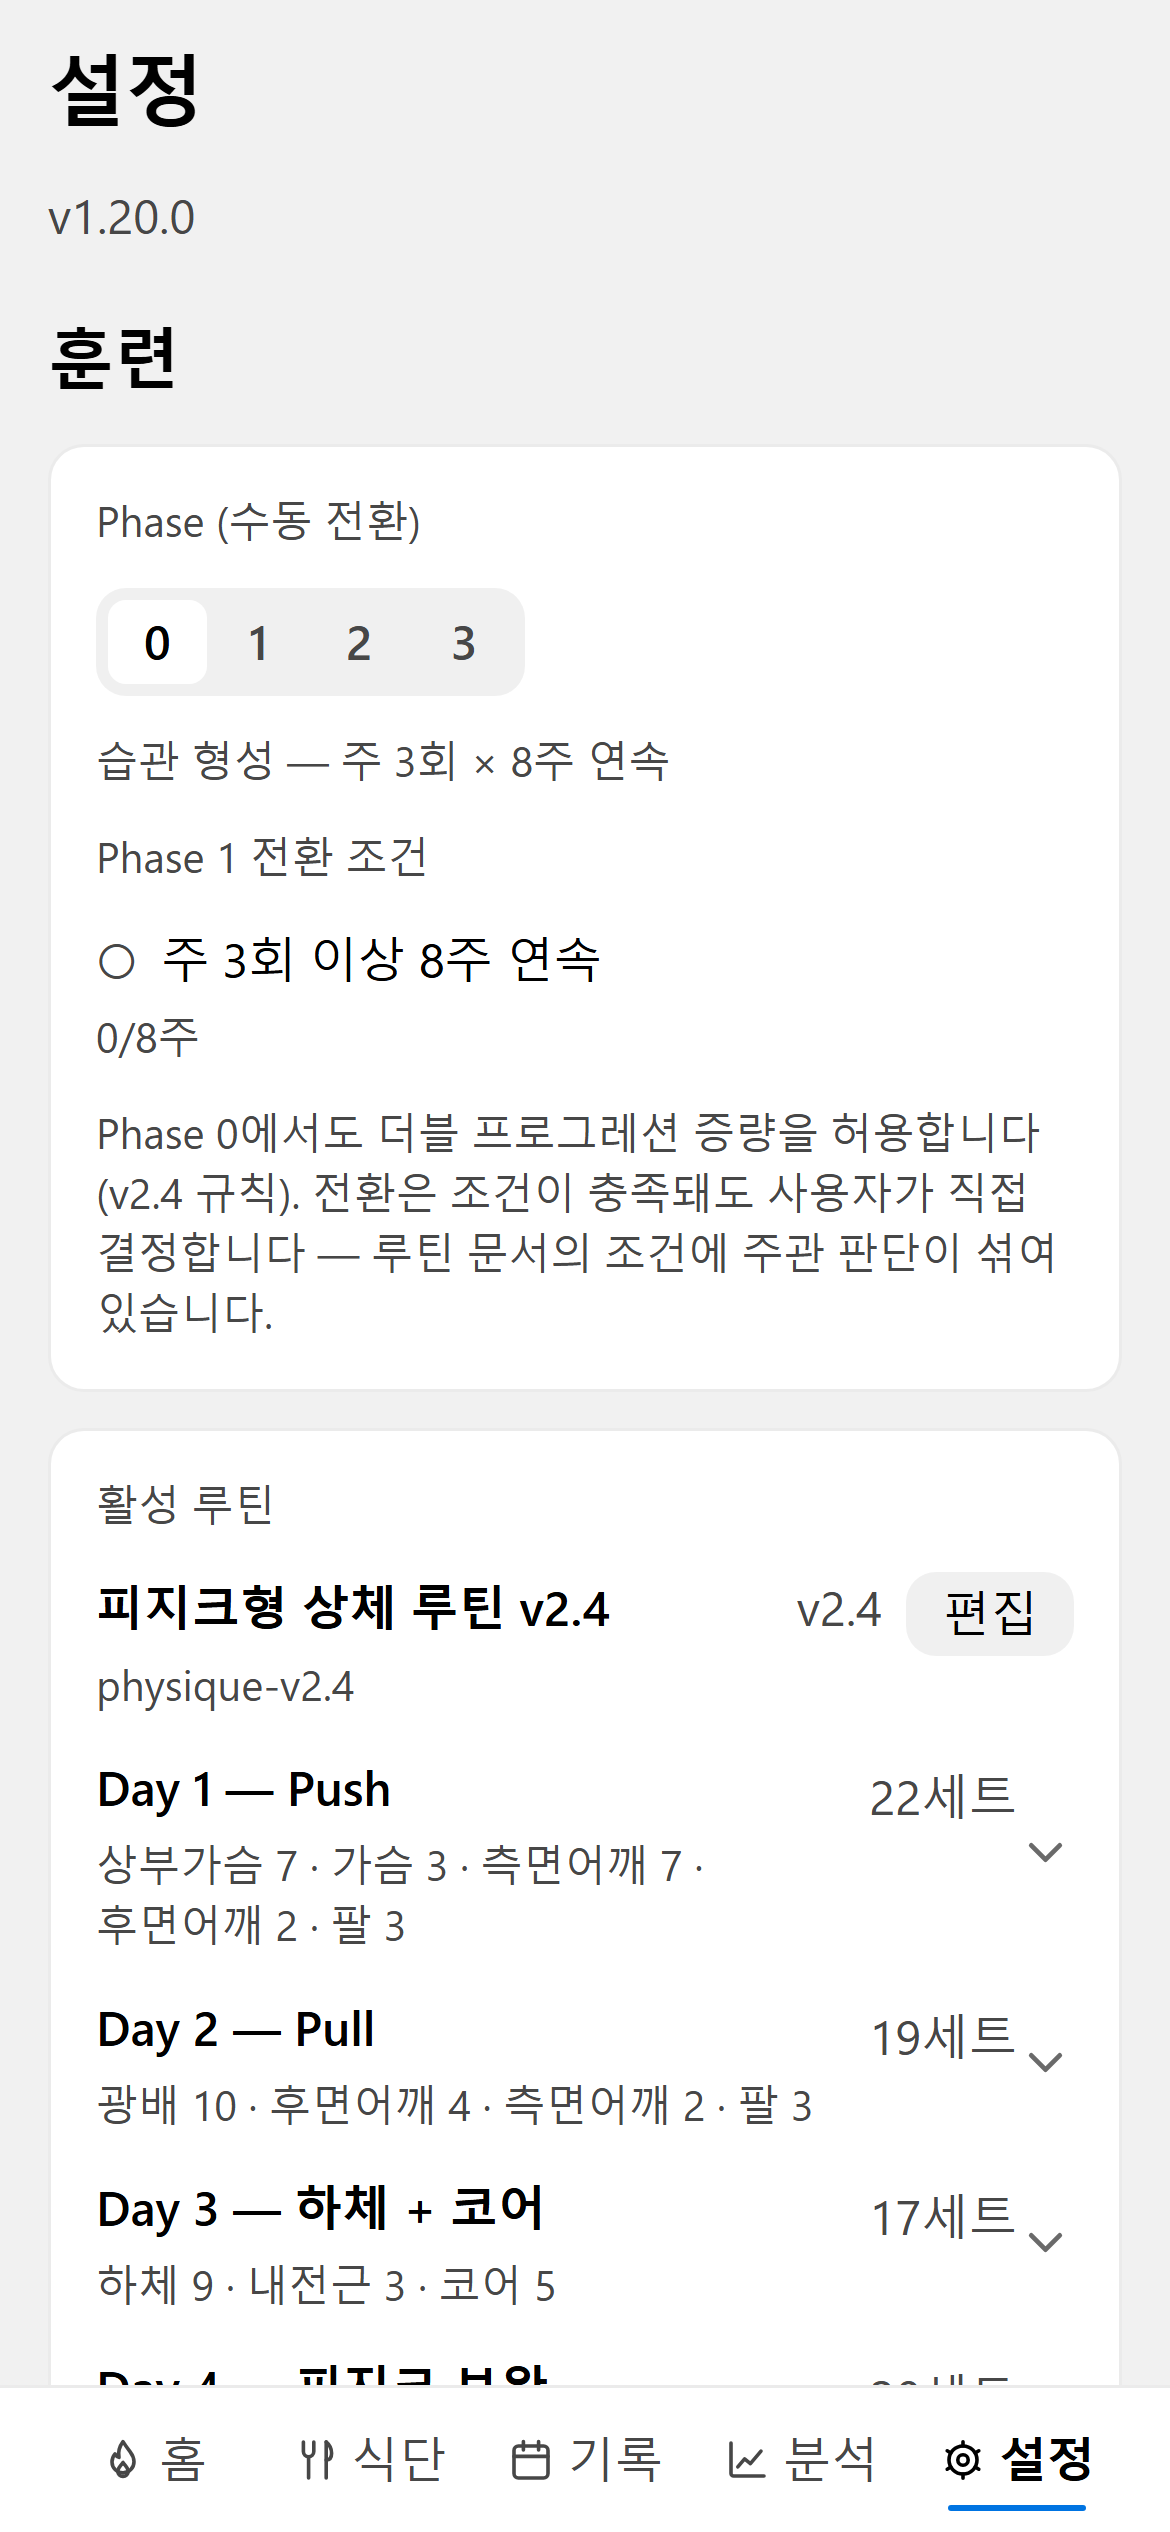 설정
v1.20.0
훈련
Phase (수동 전환)
0 1 2 3
습관 형성 — 주 3회 × 8주 연속
Phase 1 전환 조건
주 3회 이상 8주 연속
0/8주
Phase 0에서도 더블 프로그레션 증량을 허용합니다
(v2.4 규칙). 전환은 조건이 충족돼도 사용자가 직접
결정합니다 — 루틴 문서의 조건에 주관 판단이 섞여
있습니다.
활성 루틴
피지크형 상체 루틴 v2.4 v2.4 편집
physique-v2.4
Day 1 — Push 22세트
상부가슴 7 · 가슴 3 · 측면어깨 7 ·
후면어깨 2 · 팔 3
Day 2 — Pull 19세트
광배 10 · 후면어깨 4 · 측면어깨 2 · 팔 3
Day 3 — 하체 + 코어 17세트
하체 9 · 내전근 3 · 코어 5
Day 4 — 피지크
홈 식단 기록 분석 설정